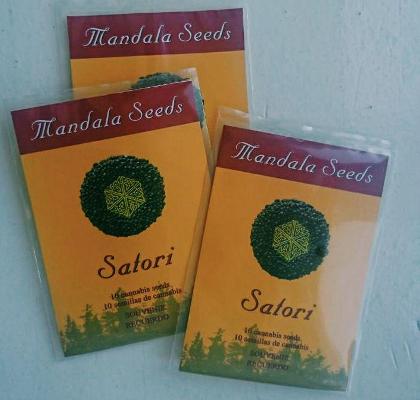 Mandala Seeds
Mandala Seeds
Satori
10 cannabis seeds
10 semillas de cannabis
SOUVENIR
RECUERDO
Mandala Seeds
Satori
10 cannabis seeds
10 semillas de cannabis
SOUVENIR
RECUERDO